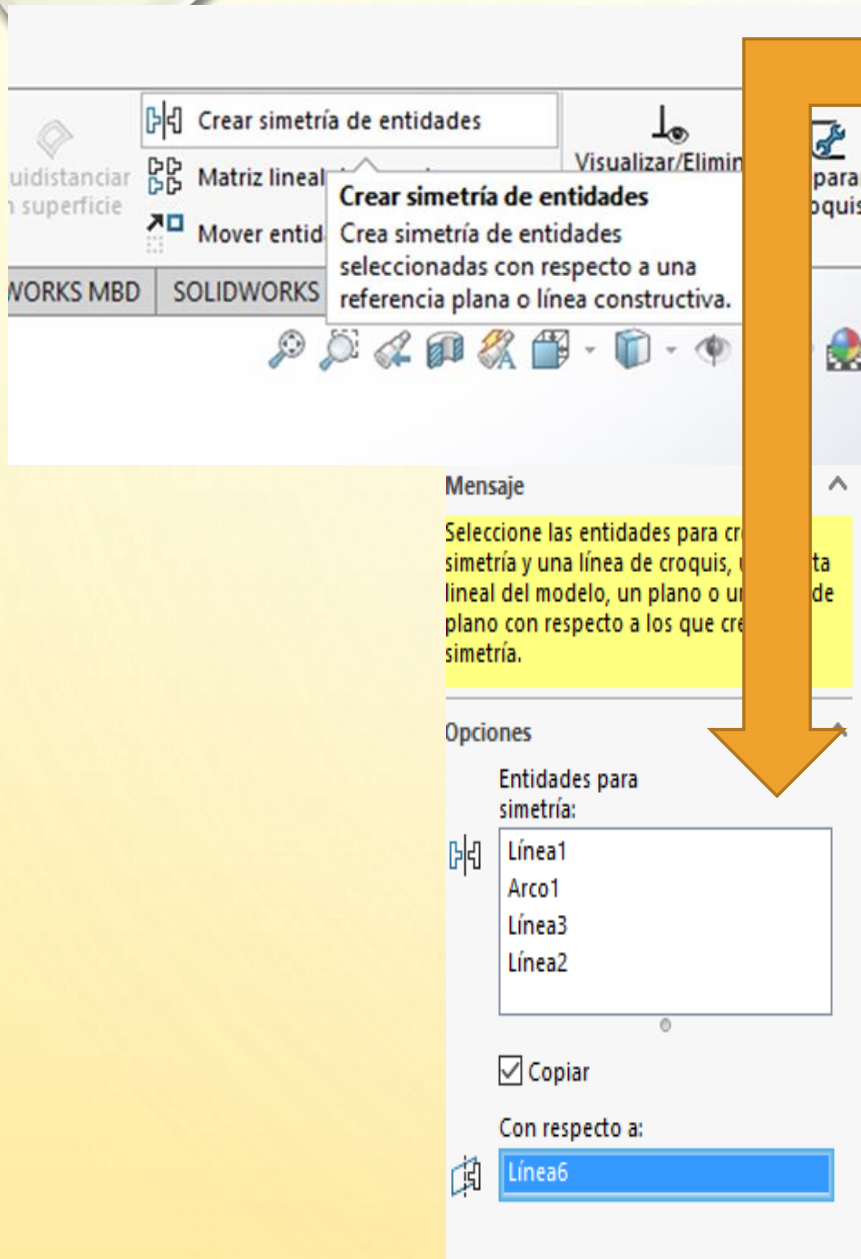 Crear simetría de entidades
uidistanciar
superficie
Matriz lineal
Mover entid
Visualizar/Elimin
parar
oquis
Crear simetría de entidades
Crea simetría de entidades
seleccionadas con respecto a una
referencia plana o línea constructiva.
WORKS MBD
SOLIDWORKS
Mensaje
Seleccione las entidades para cr
simetría y una línea de croquis, u ta
lineal del modelo, un plano o un de
plano con respecto a los que cre
simetría.
Opciones
Entidades para
simetría:
Línea1
Arco1
Línea3
Línea2
Copiar
Con respecto a:
Línea6